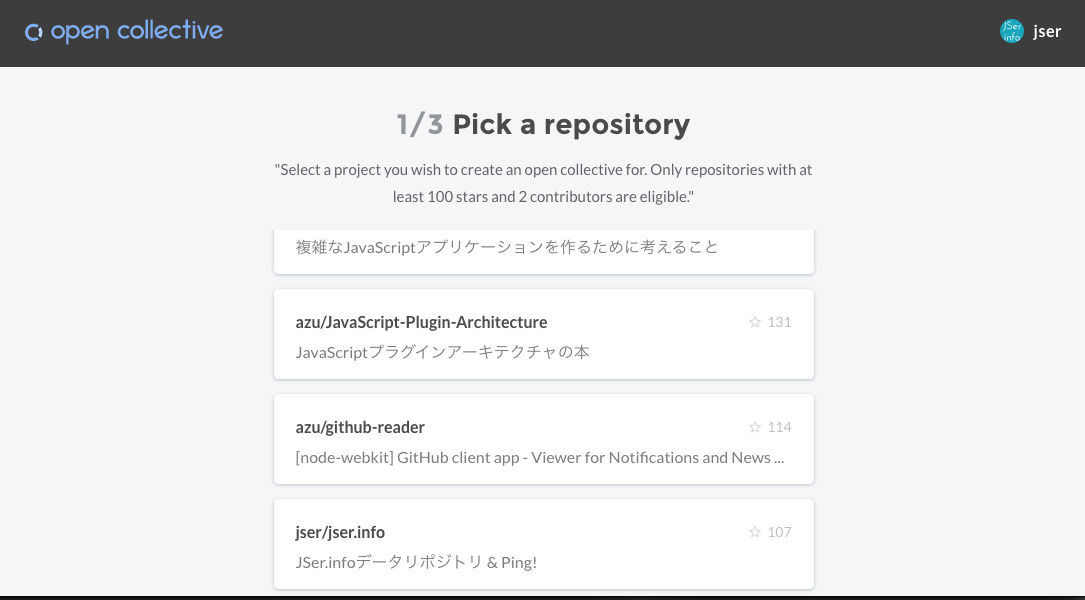 open collective
JSer
info
jser
1/3 Pick a repository
"Select a project you wish to create an open collective for. Only repositories with at
least 100 stars and 2 contributors are eligible."
複雑なJavaScriptアプリケーションを作るために考えること
azu/JavaScript-Plugin-Architecture
131
JavaScriptプラグインアーキテクチャの本
azu/github-reader
114
[node-webkit] GitHub client app - Viewer for Notifications and News ...
jser/jser.info
107
JSer.infoデータリポジトリ & Ping!